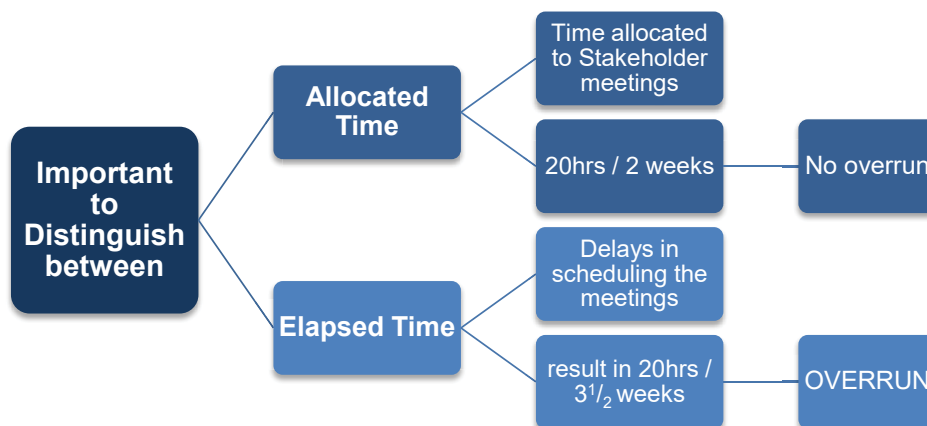 Important
to
Distinguish
between
Allocated
Time
Time allocated
to Stakeholder
meetings
20hrs / 2 weeks
No overrun
Elapsed Time
Delays in
scheduling the
meetings
result in 20hrs /
3¹/₂ weeks
OVERRUN